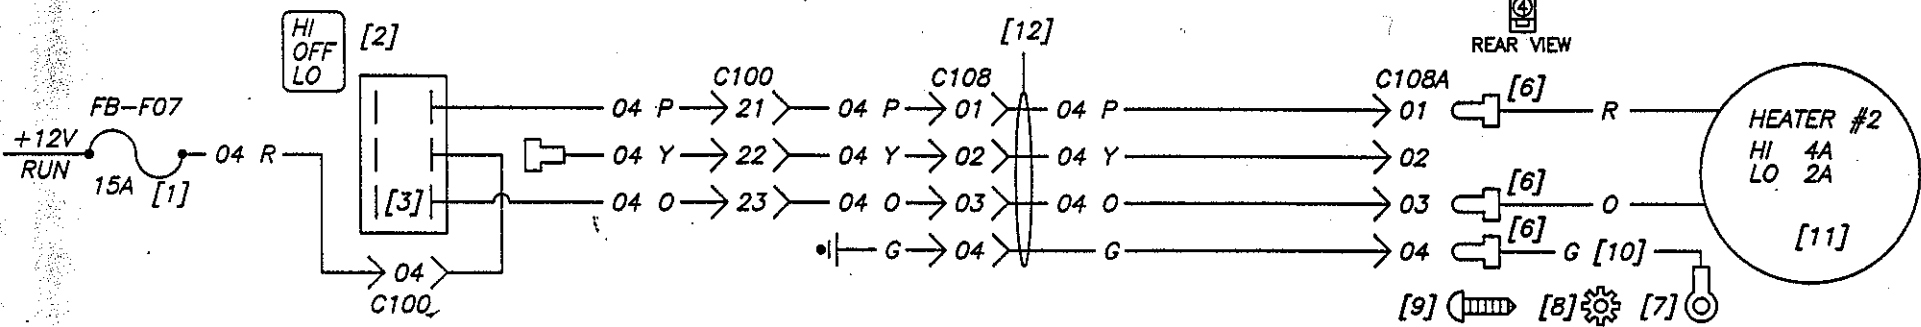 ④
REAR VIEW
HI
OFF
LO
[2]
[12]
FB-F07
+12V
RUN
15A [1]
04 R
[3]
04
C100
C100 C108 C108A
04 P 21 04 P 01 04 P 01 [6] R
04 Y 22 04 Y 02 04 Y 02
04 O 23 04 O 03 04 O 03 [6] O
G 04 G 04 [6] G [10]
[9] [8] [7]
HEATER #2
HI 4A
LO 2A
[11]